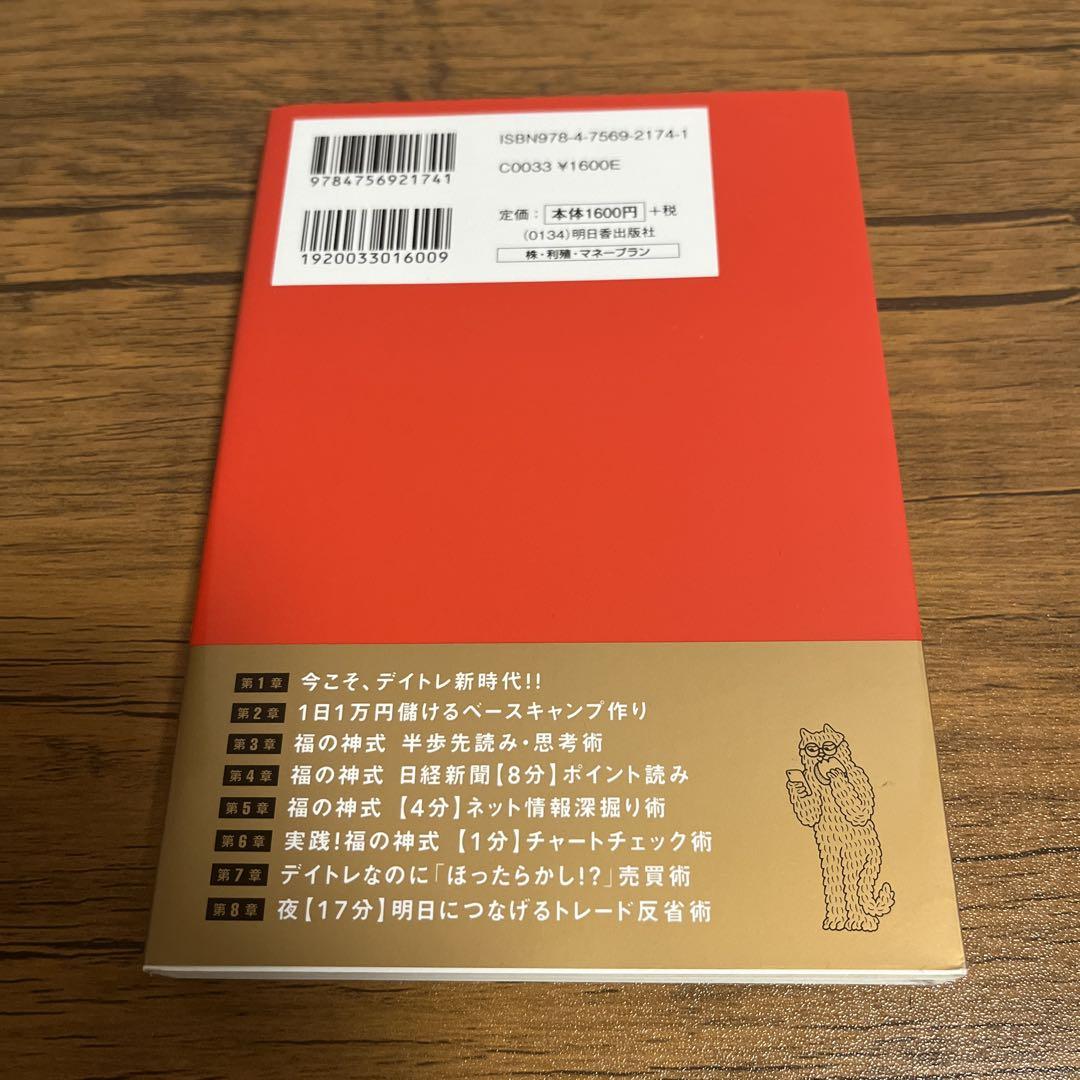 ISBN978-4-7569-2174-1
C0033 ¥1600E
9784756921741
定価： 本体1600円 +税
(0134)明日香出版社
1920033016009
株・利殖・マネープラン
第1章 今こそ、デイトレ新時代!!
第2章 1日1万円儲けるベースキャンプ作り
第3章 福の神式 半歩先読み・思考術
第4章 福の神式 日経新聞【8分】ポイント読み
第5章 福の神式 【4分】ネット情報深掘り術
第6章 実践!福の神式 【1分】チャートチェック術
第7章 デイトレなのに「ほったらかし!?」売買術
第8章 夜【17分】明日につなげるトレード反省術